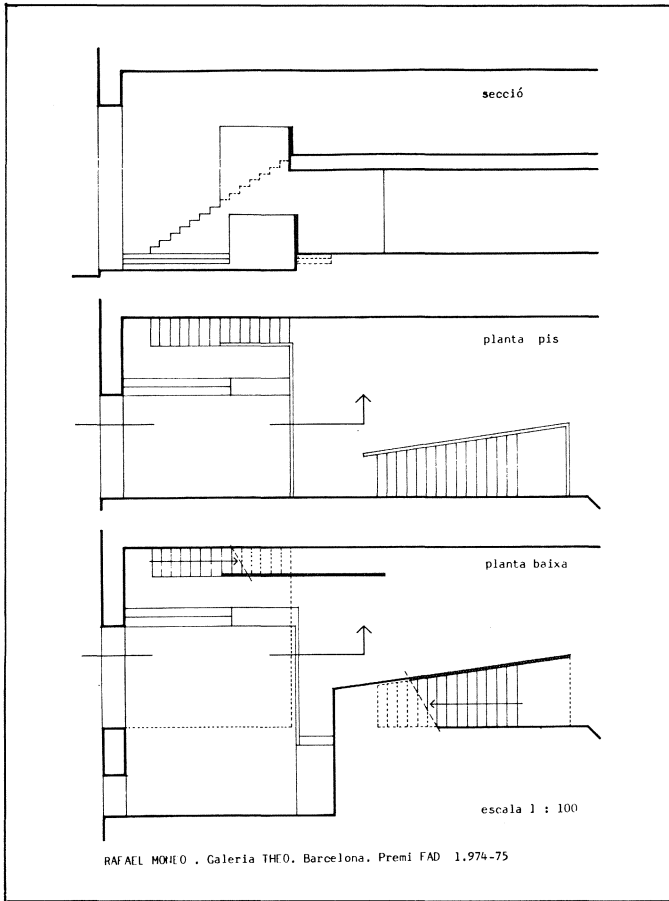 secció
planta pis
planta baixa
escala 1 : 100
RAFAEL MONEO . Galeria THEO. Barcelona. Premi FAD 1.974-75